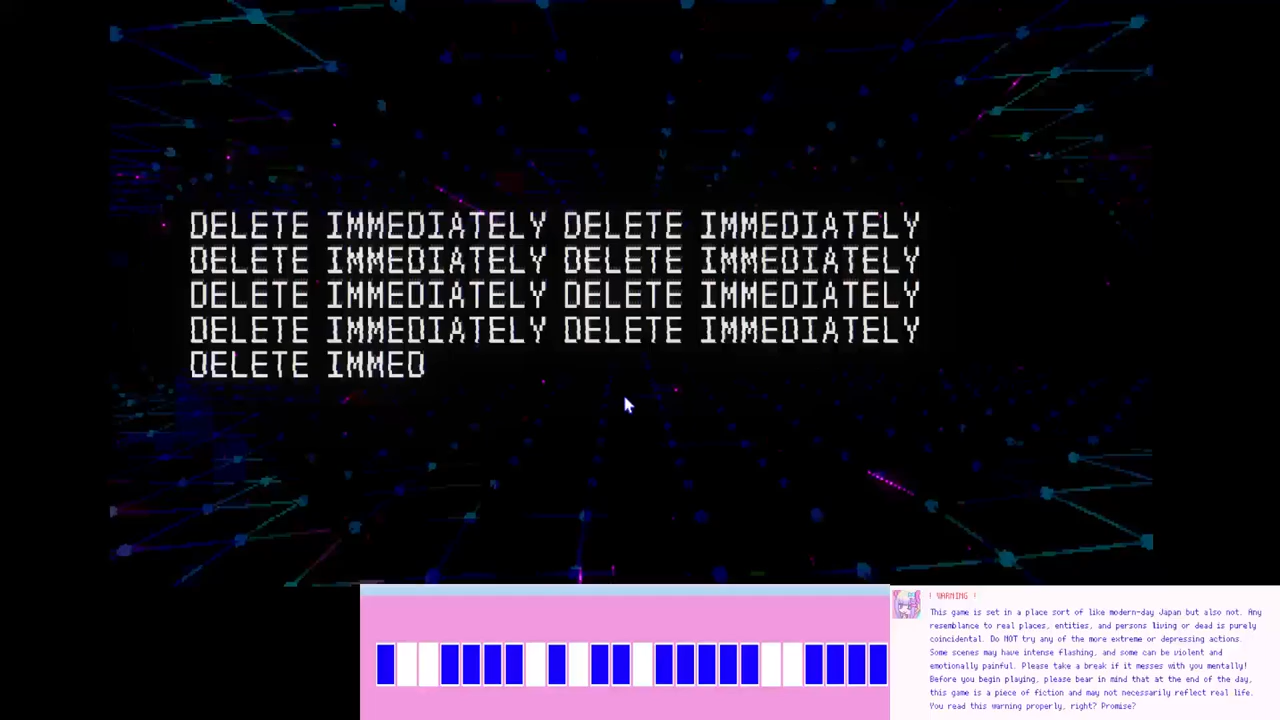 DELETE IMMEDIATELY DELETE IMMEDIATELY
DELETE IMMEDIATELY DELETE IMMEDIATELY
DELETE IMMEDIATELY DELETE IMMEDIATELY
DELETE IMMEDIATELY DELETE IMMEDIATELY
DELETE IMMED
! WARNING !
This game is set in a place sort of like modern-day Japan but also not. Any
resemblance to real places, entities, and persons living or dead is purely
coincidental. Do NOT try any of the more extreme or depressing actions.
Some scenes may have intense flashing, and some can be violent and
emotionally painful. Please take a break if it messes with you mentally!
Before you begin playing, please bear in mind that at the end of the day,
this game is a piece of fiction and may not necessarily reflect real life.
You read this warning properly, right? Promise?